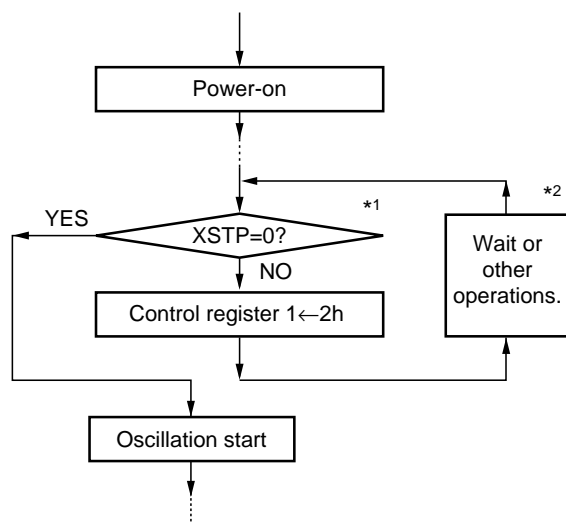 Power-on
*1
*2
YES
XSTP=0?
NO
Wait or
other
operations.
Control register 1←2h
Oscillation start